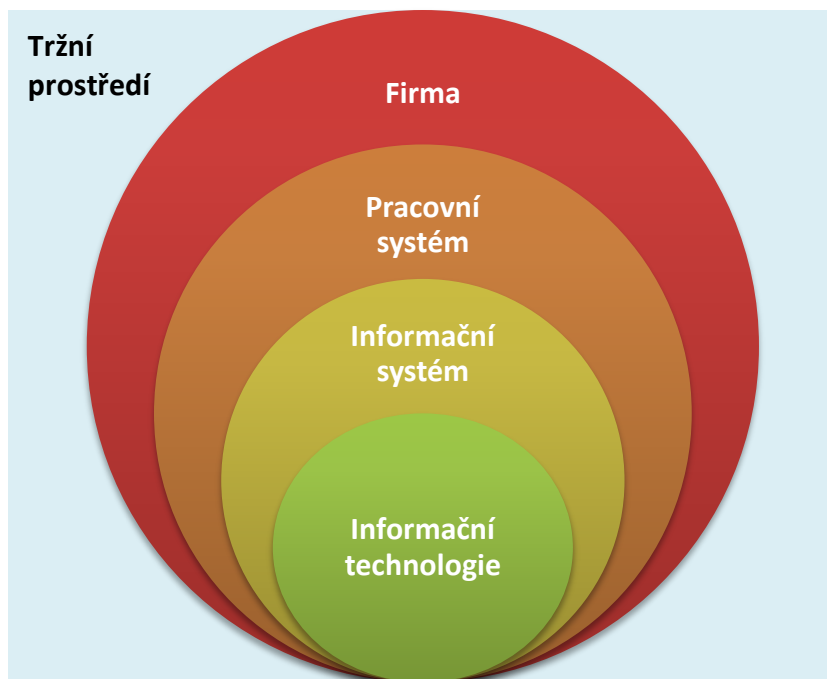 Tržní
prostředí
Firma
Pracovní
systém
Informační
systém
Informační
technologie